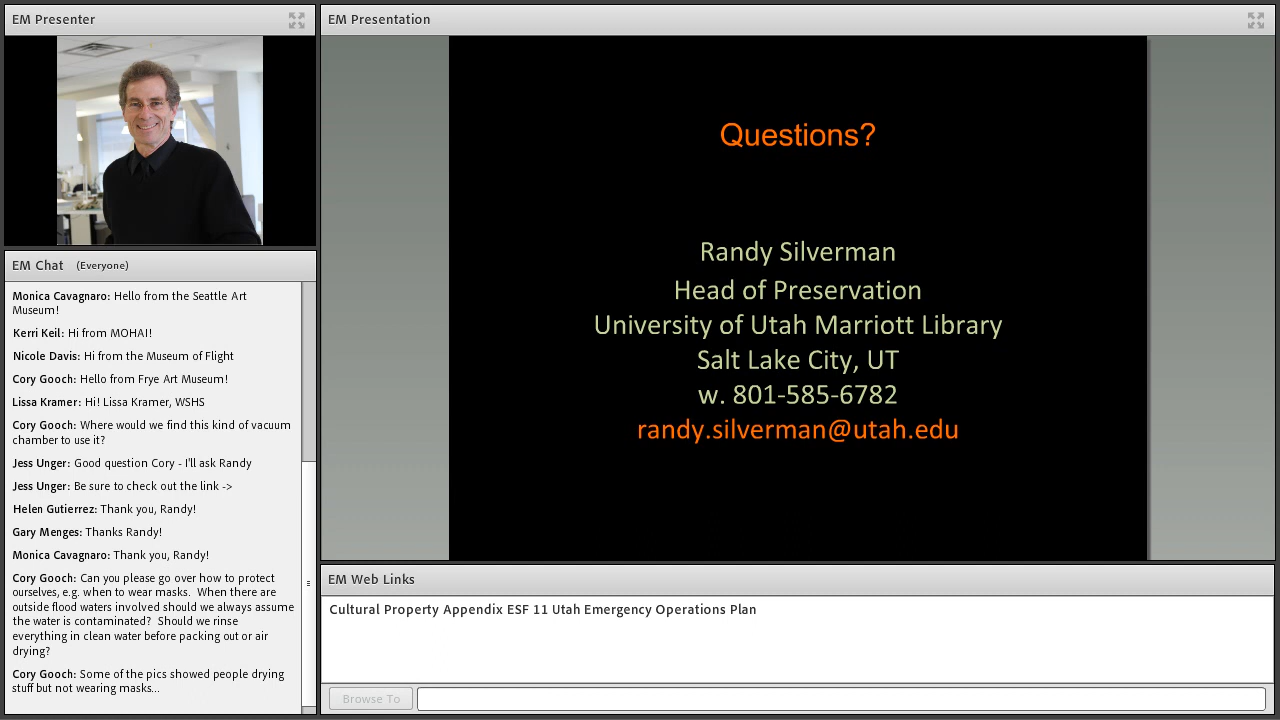 EM Presenter
EM Presentation
Questions?
Randy Silverman
Head of Preservation
University of Utah Marriott Library
Salt Lake City, UT
w. 801-585-6782
randy.silverman@utah.edu
EM Chat (Everyone)
Monica Cavagnaro: Hello from the Seattle Art
Museum!
Kerri Keil: Hi from MOHAI!
Nicole Davis: Hi from the Museum of Flight
Cory Gooch: Hello from Frye Art Museum!
Lissa Kramer: Hi! Lissa Kramer, WSHS
Cory Gooch: Where would we find this kind of vacuum
chamber to use it?
Jess Unger: Good question Cory - I'll ask Randy
Jess Unger: Be sure to check out the link ->
Helen Gutierrez: Thank you, Randy!
Gary Menges: Thanks Randy!
Monica Cavagnaro: Thank you, Randy!
Cory Gooch: Can you please go over how to protect
ourselves, e.g. when to wear masks.  When there are
outside flood waters involved should we always assume
the water is contaminated?  Should we rinse
everything in clean water before packing out or air
drying?
Cory Gooch: Some of the pics showed people drying
stuff but not wearing masks...
EM Web Links
Cultural Property Appendix ESF 11 Utah Emergency Operations Plan
Browse To